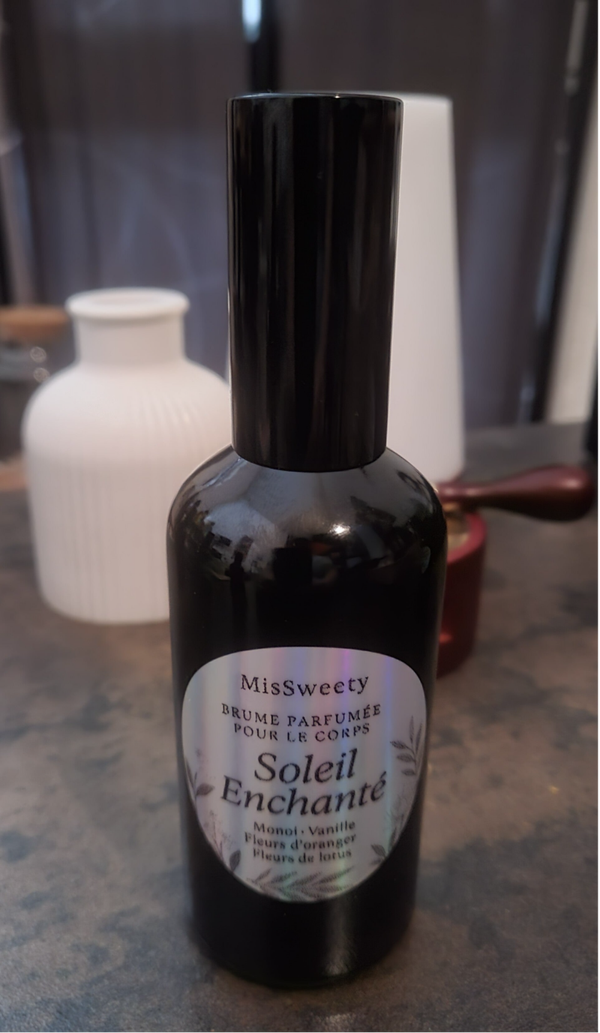 MisSweety
BRUME PARFUMÉE
POUR LE CORPS
Soleil
Enchanté
Monoï · Vanille
Fleurs d'oranger
Fleurs de lotus